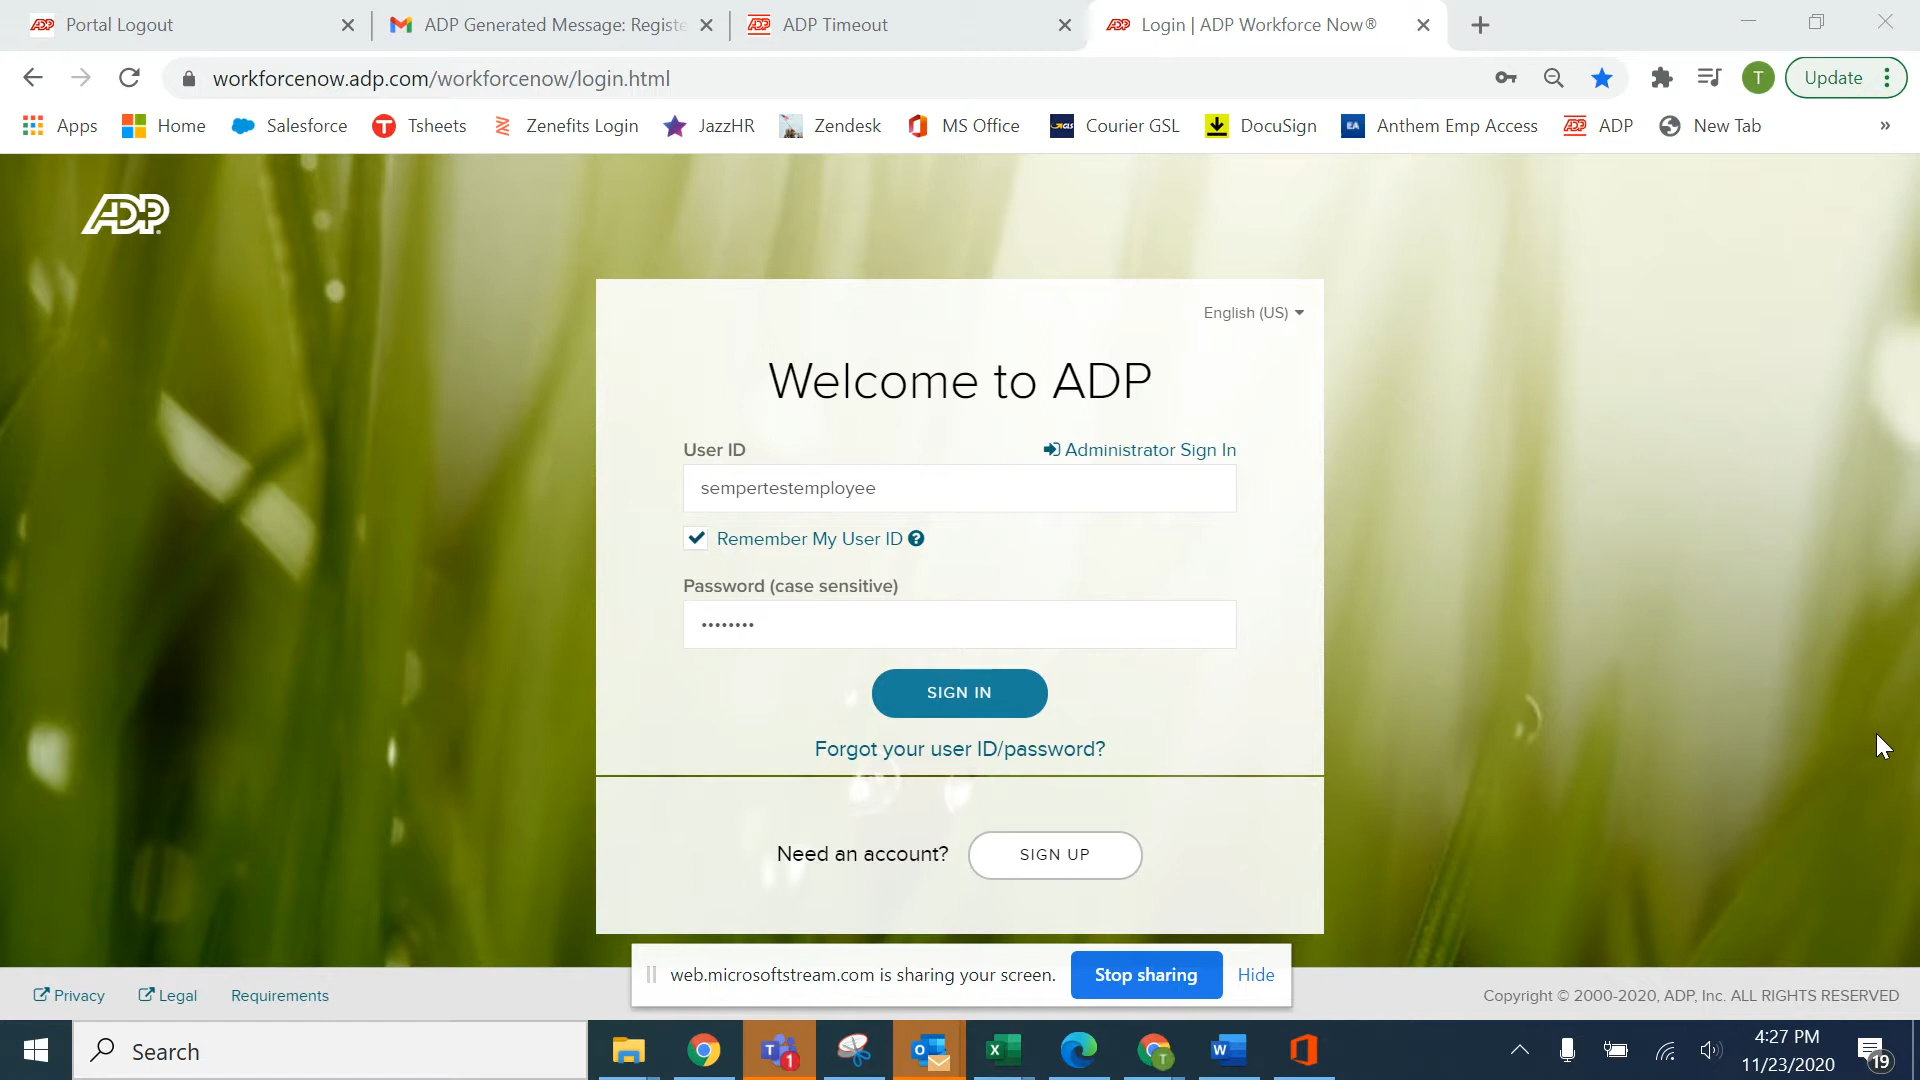 Portal Logout
ADP Generated Message: Registe
ADP Timeout
Login | ADP Workforce Now®
workforcenow.adp.com/workforcenow/login.html
T
Update
Apps
Home
Salesforce
Tsheets
Zenefits Login
JazzHR
Zendesk
MS Office
Courier GSL
DocuSign
EA
Anthem Emp Access
ADP
New Tab
»
ADP
English (US)
Welcome to ADP
User ID
Administrator Sign In
sempertestemployee
Remember My User ID
Password (case sensitive)
••••••••
SIGN IN
Forgot your user ID/password?
Need an account?
SIGN UP
web.microsoftstream.com is sharing your screen.
Stop sharing
Hide
Privacy
Legal
Requirements
Copyright © 2000-2020, ADP, Inc. ALL RIGHTS RESERVED
Search
4:27 PM
11/23/2020
19